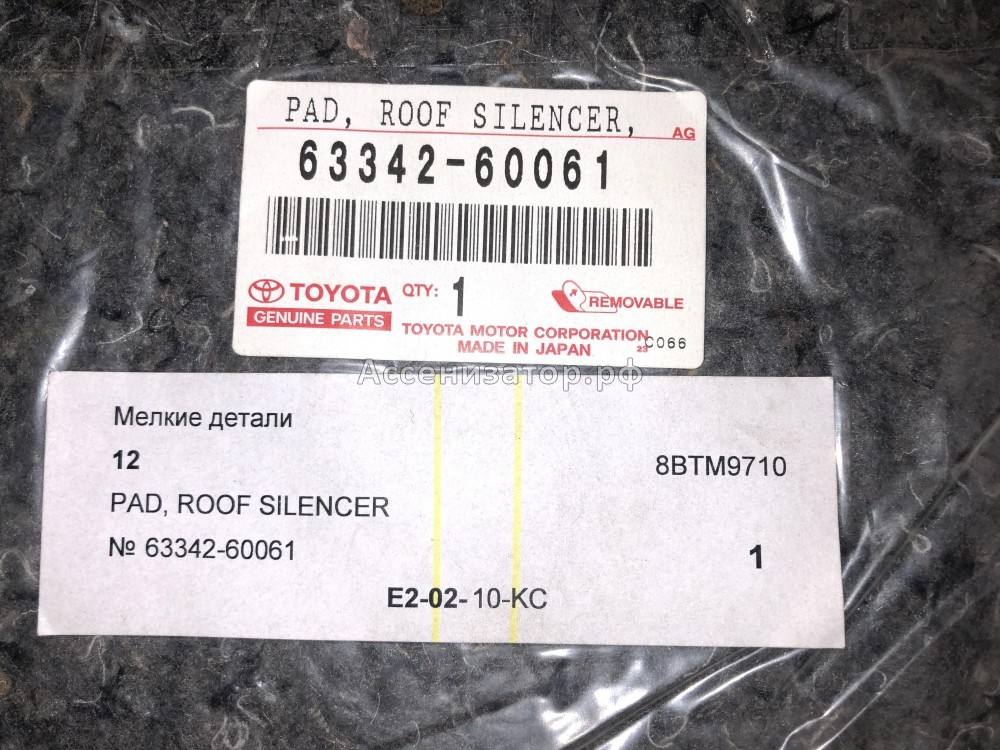 PAD, ROOF SILENCER,
AG
63342-60061
TOYOTA
GENUINE PARTS
QTY: 1
REMOVABLE
TOYOTA MOTOR CORPORATION
MADE IN JAPAN
23
C066
Ассенизатор.рф
Мелкие детали
12
8BTM9710
PAD, ROOF SILENCER
№ 63342-60061
1
E2-02-10-KC